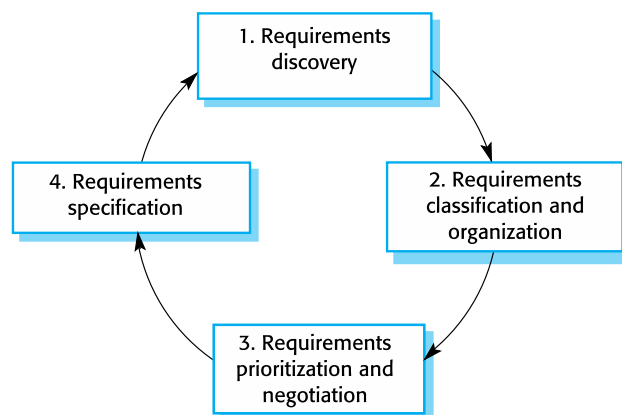 1. Requirements
discovery
2. Requirements
classification and
organization
3. Requirements
prioritization and
negotiation
4. Requirements
specification